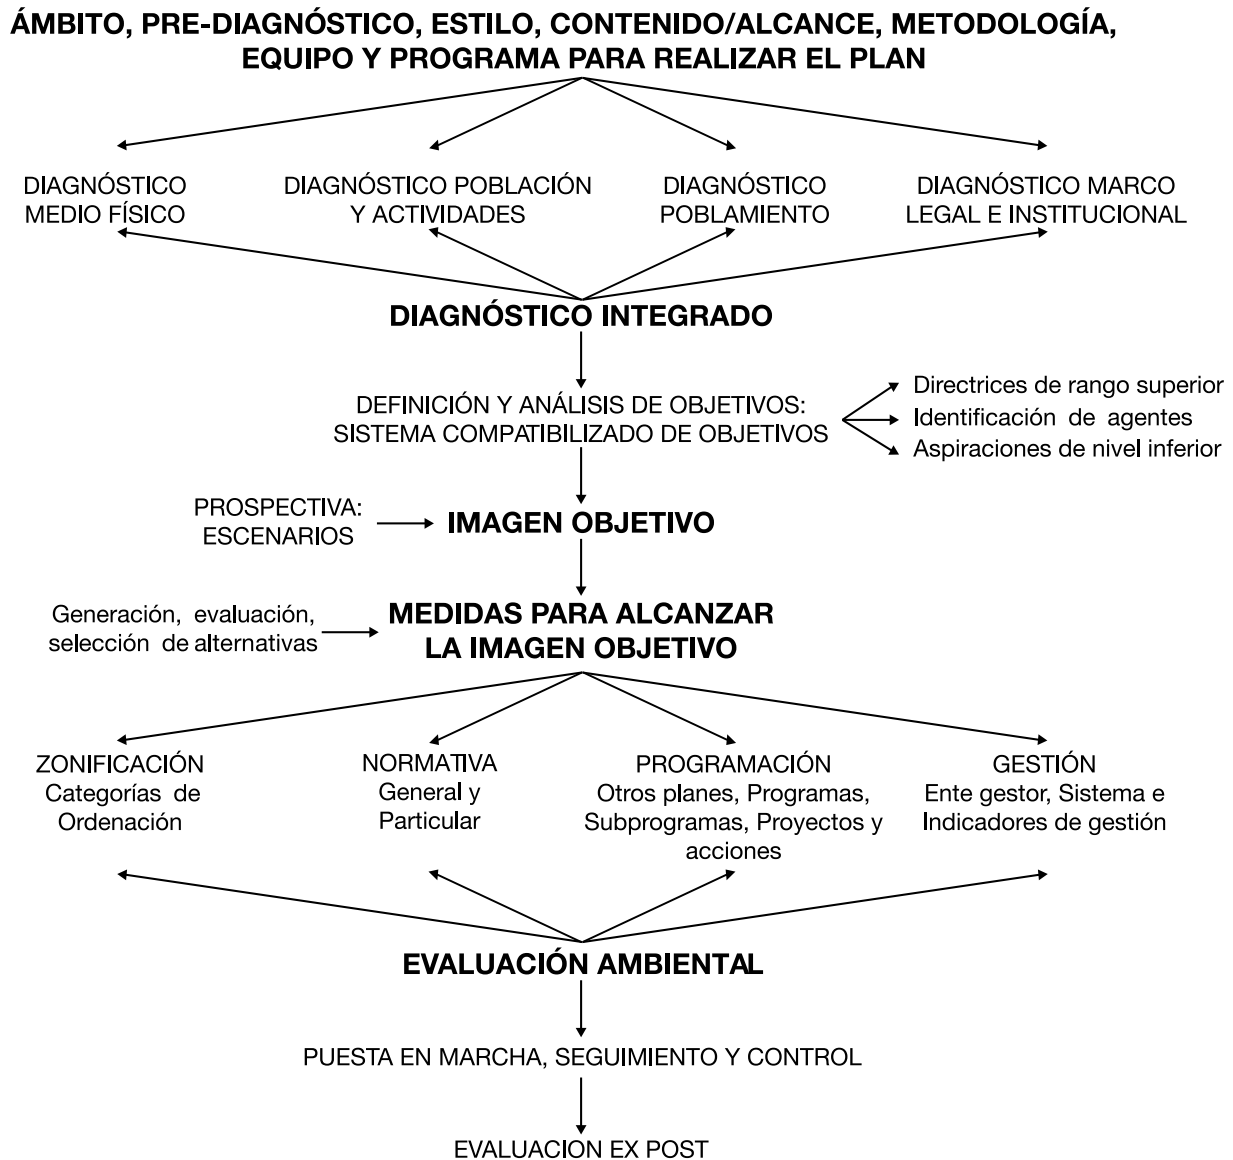 ÁMBITO, PRE-DIAGNÓSTICO, ESTILO, CONTENIDO/ALCANCE, METODOLOGÍA,
EQUIPO Y PROGRAMA PARA REALIZAR EL PLAN
DIAGNÓSTICO
MEDIO FÍSICO
DIAGNÓSTICO POBLACIÓN
Y ACTIVIDADES
DIAGNÓSTICO
POBLAMIENTO
DIAGNÓSTICO MARCO
LEGAL E INSTITUCIONAL
DIAGNÓSTICO INTEGRADO
DEFINICIÓN Y ANÁLISIS DE OBJETIVOS:
SISTEMA COMPATIBILIZADO DE OBJETIVOS
Directrices de rango superior
Identificación de agentes
Aspiraciones de nivel inferior
PROSPECTIVA:
ESCENARIOS
IMAGEN OBJETIVO
Generación, evaluación,
selección de alternativas
MEDIDAS PARA ALCANZAR
LA IMAGEN OBJETIVO
ZONIFICACIÓN
Categorías de
Ordenación
NORMATIVA
General y
Particular
PROGRAMACIÓN
Otros planes, Programas,
Subprogramas, Proyectos y
acciones
GESTIÓN
Ente gestor, Sistema e
Indicadores de gestión
EVALUACIÓN AMBIENTAL
PUESTA EN MARCHA, SEGUIMIENTO Y CONTROL
EVALUACION EX POST